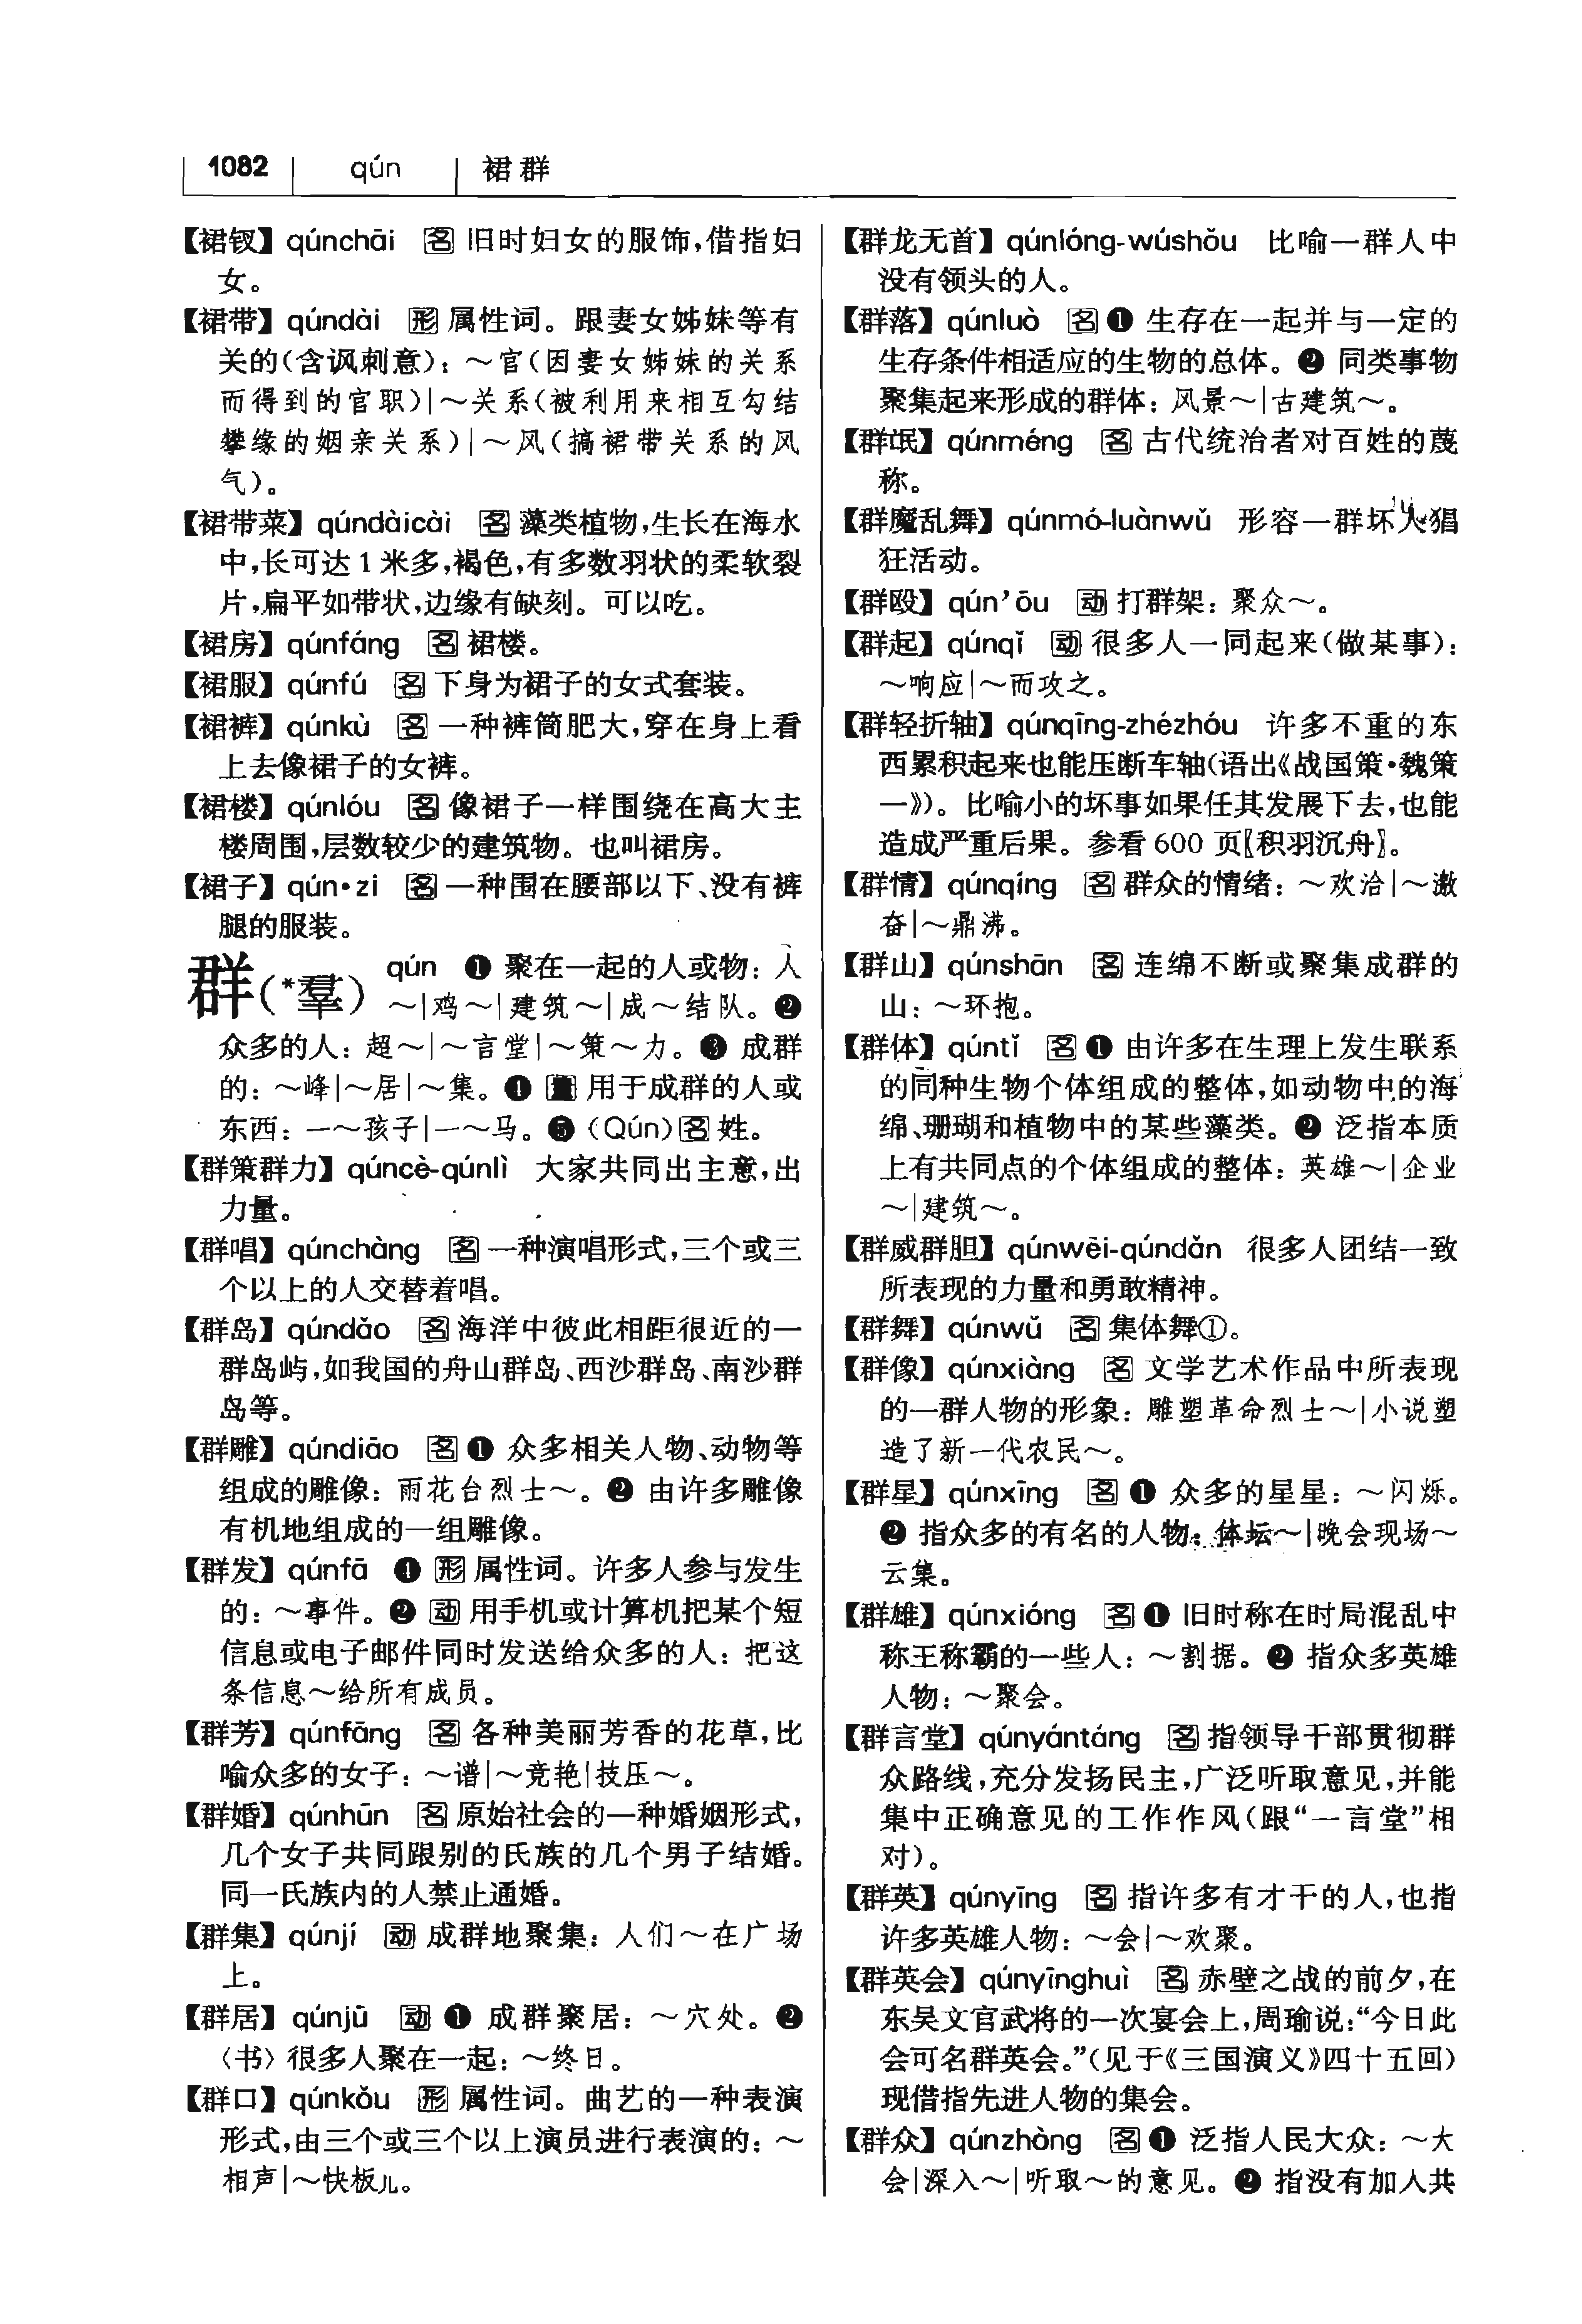 1082 qún 裙群
【裙钗】qúnchāi 名 旧时妇女的服饰,借指妇
女。
【裙带】qúndài 形 属性词。跟妻女姊妹等有
关的(含讽刺意):～官(因妻女姊妹的关系
而得到的官职)|～关系(被利用来相互勾结
攀缘的姻亲关系)|～风(搞裙带关系的风
气)。
【裙带菜】qúndàicài 名 藻类植物,生长在海水
中,长可达1米多,褐色,有多数羽状的柔软裂
片,扁平如带状,边缘有缺刻。可以吃。
【裙房】qúnfáng 名 裙楼。
【裙服】qúnfú 名 下身为裙子的女式套装。
【裙裤】qúnkù 名 一种裤筒肥大,穿在身上看
上去像裙子的女裤。
【裙楼】qúnlóu 名 像裙子一样围绕在高大主
楼周围,层数较少的建筑物。也叫裙房。
【裙子】qún•zi 名 一种围在腰部以下、没有裤
腿的服装。
群(*羣) qún ❶ 聚在一起的人或物:人
～|鸡～|建筑～|成～结队。❷
众多的人:超～|～言堂|～策～力。❸ 成群
的:～峰|～居|～集。❹ 量 用于成群的人或
东西:一～孩子|一～马。❺ (Qún)名 姓。
【群策群力】qúncè-qúnlì 大家共同出主意,出
力量。
【群唱】qúnchàng 名 一种演唱形式,三个或三
个以上的人交替着唱。
【群岛】qúndǎo 名 海洋中彼此相距很近的一
群岛屿,如我国的舟山群岛、西沙群岛、南沙群
岛等。
【群雕】qúndiāo 名 ❶ 众多相关人物、动物等
组成的雕像:雨花台烈士～。❷ 由许多雕像
有机地组成的一组雕像。
【群发】qúnfā ❶ 形 属性词。许多人参与发生
的:～事件。❷ 动 用手机或计算机把某个短
信息或电子邮件同时发送给众多的人:把这
条信息～给所有成员。
【群芳】qúnfāng 名 各种美丽芳香的花草,比
喻众多的女子:～谱|～竞艳|技压～。
【群婚】qúnhūn 名 原始社会的一种婚姻形式,
几个女子共同跟别的氏族的几个男子结婚。
同一氏族内的人禁止通婚。
【群集】qúnjí 动 成群地聚集:人们～在广场
上。
【群居】qúnjū 动 ❶ 成群聚居:～穴处。❷
〈书〉很多人聚在一起:～终日。
【群口】qúnkǒu 形 属性词。曲艺的一种表演
形式,由三个或三个以上演员进行表演的:～
相声|～快板儿。
【群龙无首】qúnlóng-wúshǒu 比喻一群人中
没有领头的人。
【群落】qúnluò 名 ❶ 生存在一起并与一定的
生存条件相适应的生物的总体。❷ 同类事物
聚集起来形成的群体:风景～|古建筑～。
【群氓】qúnméng 名 古代统治者对百姓的蔑
称。
【群魔乱舞】qúnmó-luànwǔ 形容一群坏人猖
狂活动。
【群殴】qún’ōu 动 打群架:聚众～。
【群起】qúnqǐ 动 很多人一同起来(做某事):
～响应|～而攻之。
【群轻折轴】qúnqīng-zhézhóu 许多不重的东
西累积起来也能压断车轴(语出《战国策•魏策
一》)。比喻小的坏事如果任其发展下去,也能
造成严重后果。参看600页〖积羽沉舟〗。
【群情】qúnqíng 名 群众的情绪:～欢洽|～激
奋|～鼎沸。
【群山】qúnshān 名 连绵不断或聚集成群的
山:～环抱。
【群体】qúntǐ 名 ❶ 由许多在生理上发生联系
的同种生物个体组成的整体,如动物中的海
绵、珊瑚和植物中的某些藻类。❷ 泛指本质
上有共同点的个体组成的整体:英雄～|企业
～|建筑～。
【群威群胆】qúnwēi-qúndǎn 很多人团结一致
所表现的力量和勇敢精神。
【群舞】qúnwǔ 名 集体舞①。
【群像】qúnxiàng 名 文学艺术作品中所表现
的一群人物的形象:雕塑革命烈士～|小说塑
造了新一代农民～。
【群星】qúnxīng 名 ❶ 众多的星星:～闪烁。
❷ 指众多的有名的人物:体坛～|晚会现场～
云集。
【群雄】qúnxióng 名 ❶ 旧时称在时局混乱中
称王称霸的一些人:～割据。❷ 指众多英雄
人物:～聚会。
【群言堂】qúnyántáng 名 指领导干部贯彻群
众路线,充分发扬民主,广泛听取意见,并能
集中正确意见的工作作风(跟“一言堂”相
对)。
【群英】qúnyīng 名 指许多有才干的人,也指
许多英雄人物:～会|～欢聚。
【群英会】qúnyīnghuì 名 赤壁之战的前夕,在
东吴文官武将的一次宴会上,周瑜说:“今日此
会可名群英会。”(见于《三国演义》四十五回)
现借指先进人物的集会。
【群众】qúnzhòng 名 ❶ 泛指人民大众:～大
会|深入～|听取～的意见。❷ 指没有加入共